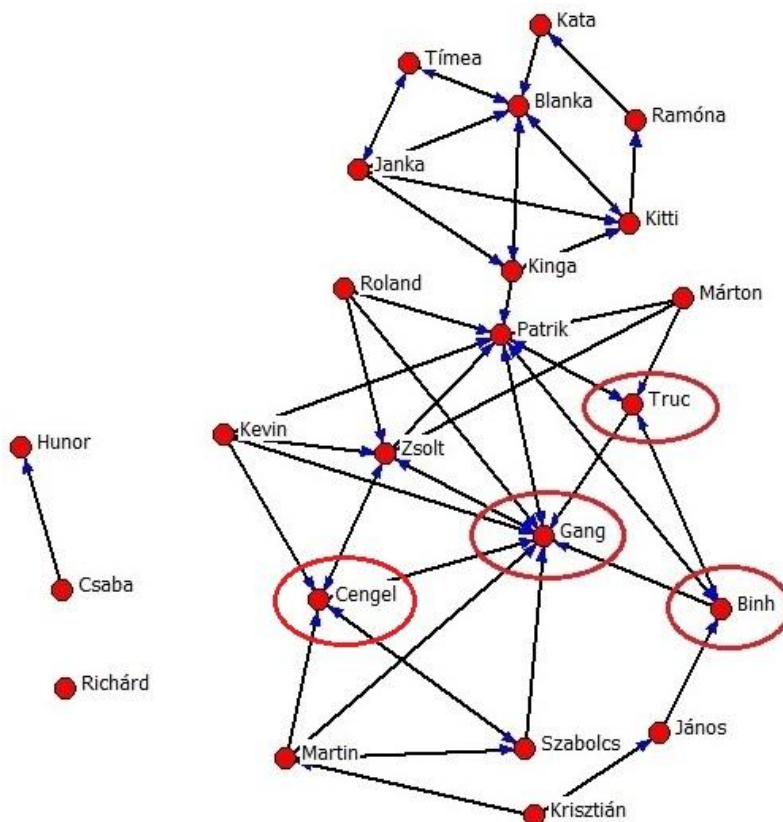 Kata
Tímea
Blanka
Ramóna
Janka
Kitti
Kinga
Roland
Márton
Patrik
Truc
Kevin
Hunor
Zsolt
Gang
Csaba
Cengel
Binh
Richárd
János
Szabolcs
Martin
Krisztián